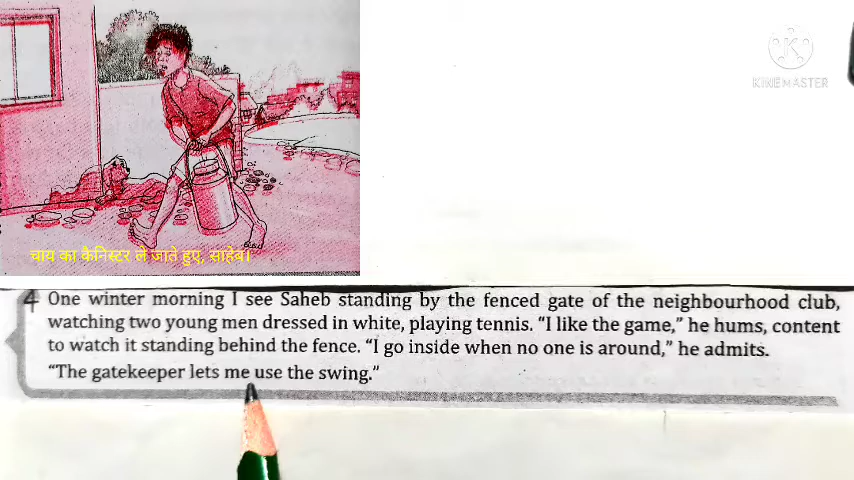 KINEMASTER
चाय का कैनिस्टर ले जाते हुए, साहेब।
4 One winter morning I see Saheb standing by the fenced gate of the neighbourhood club,
watching two young men dressed in white, playing tennis. “I like the game,” he hums, content
to watch it standing behind the fence. “I go inside when no one is around,” he admits.
“The gatekeeper lets me use the swing.”